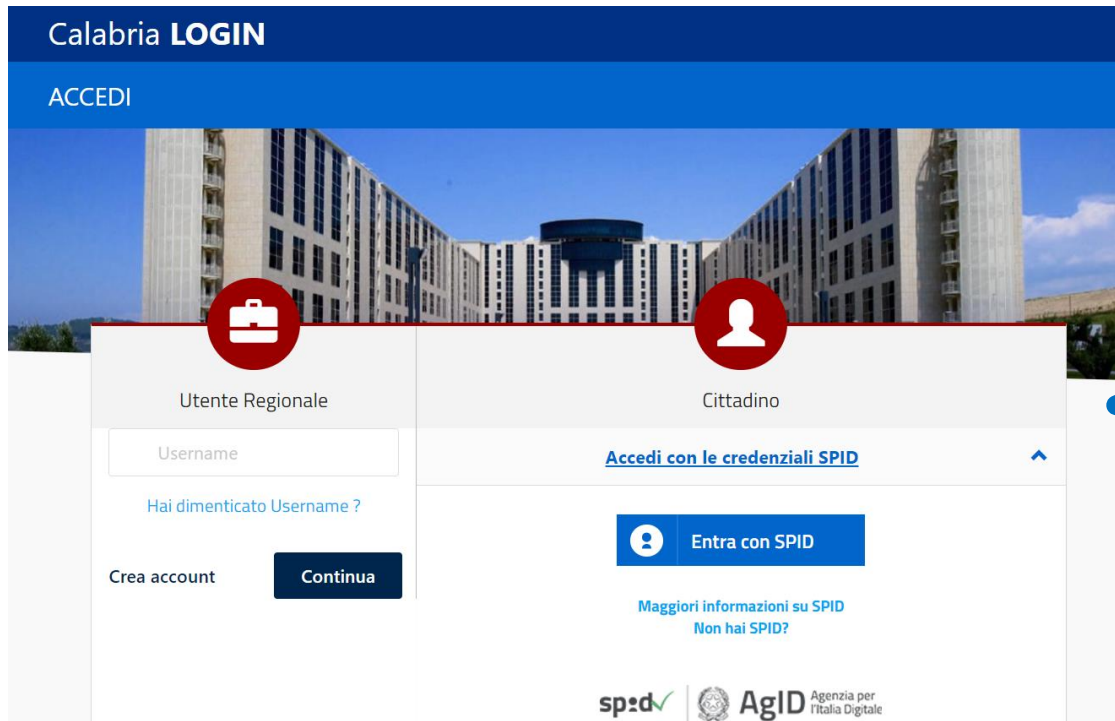 Calabria LOGIN
ACCEDI
Utente Regionale
Username
Hai dimenticato Username ?
Crea account
Continua
Cittadino
Accedi con le credenziali SPID
Entra con SPID
Maggiori informazioni su SPID
Non hai SPID?
sp:d
AgID Agenzia per
l'Italia Digitale